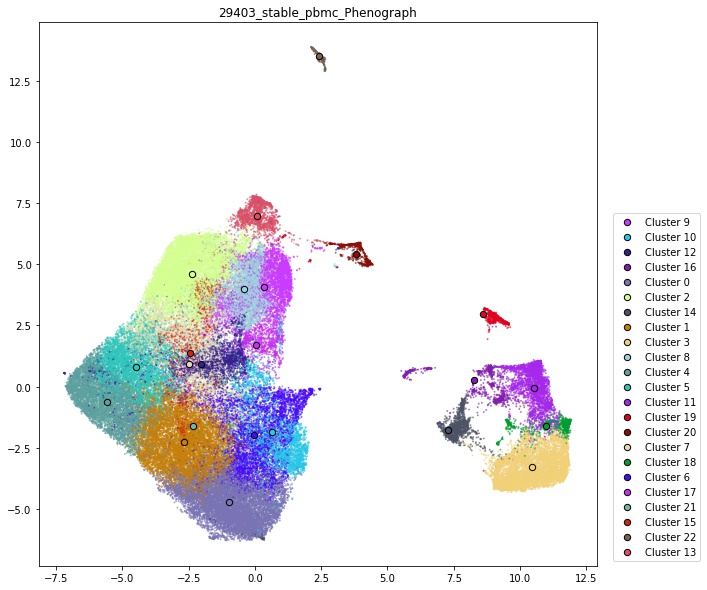 29403_stable_pbmc_Phenograph
12.5
10.0
7.5
5.0
2.5
0.0
−2.5
−5.0
−7.5
−5.0
−2.5
0.0
2.5
5.0
7.5
10.0
12.5
Cluster 9
Cluster 10
Cluster 12
Cluster 16
Cluster 0
Cluster 2
Cluster 14
Cluster 1
Cluster 3
Cluster 8
Cluster 4
Cluster 5
Cluster 11
Cluster 19
Cluster 20
Cluster 7
Cluster 18
Cluster 6
Cluster 17
Cluster 21
Cluster 15
Cluster 22
Cluster 13